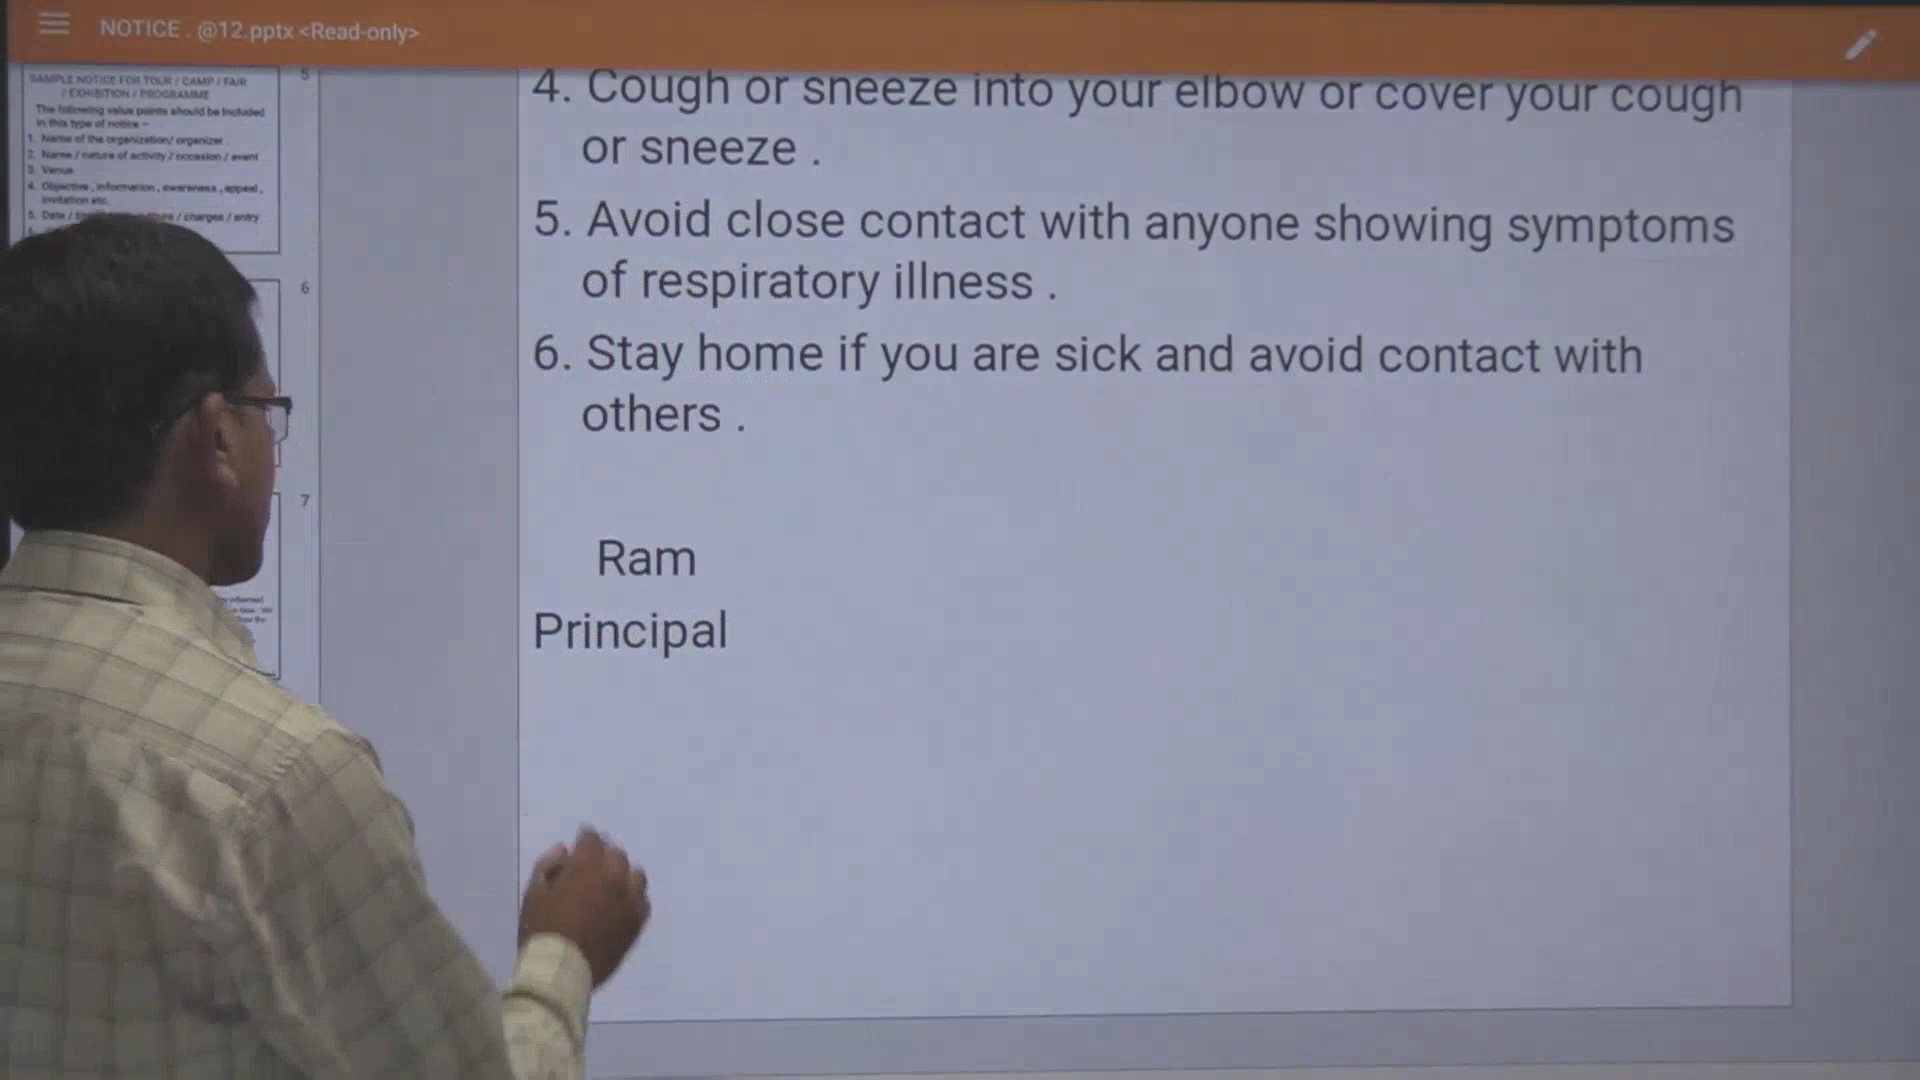 NOTICE . @12.pptx <Read-only>
SAMPLE NOTICE FOR TOUR / CAMP / FAIR
/ EXHIBITION / PROGRAMME
The following value points should be included
in this type of notice –
1. Name of the organization/ organizer
2. Name / nature of activity / occasion / event
3. Venue
4. Objective , information , awareness , appeal ,
invitation etc.
5. Date / / charges / entry
5
6
7
4. Cough or sneeze into your elbow or cover your cough
or sneeze .
5. Avoid close contact with anyone showing symptoms
of respiratory illness .
6. Stay home if you are sick and avoid contact with
others .
Ram
Principal